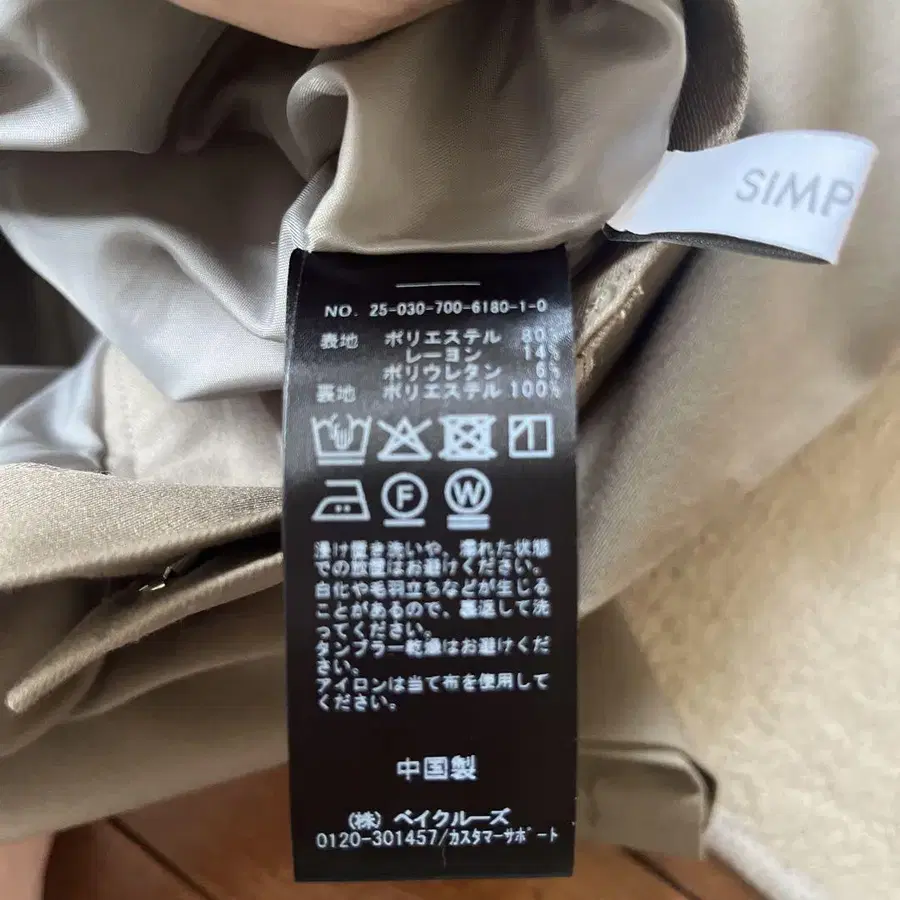 SIMP
NO. 25-030-700-6180-1-0
表地 ポリエステル 80%
レーヨン 14%
ポリウレタン 6%
裏地 ポリエステル 100%
F W
浸け置き洗いや、濡れた状態
での放置はお避けください。
白化や毛羽立ちなどが生じる
ことがあるので、裏返して洗
ってください。
タンブラー乾燥はお避けくだ
さい。
アイロンは当て布を使用して
ください。
中国製
(株) ベイクルーズ
0120-301457/カスタマーサポート